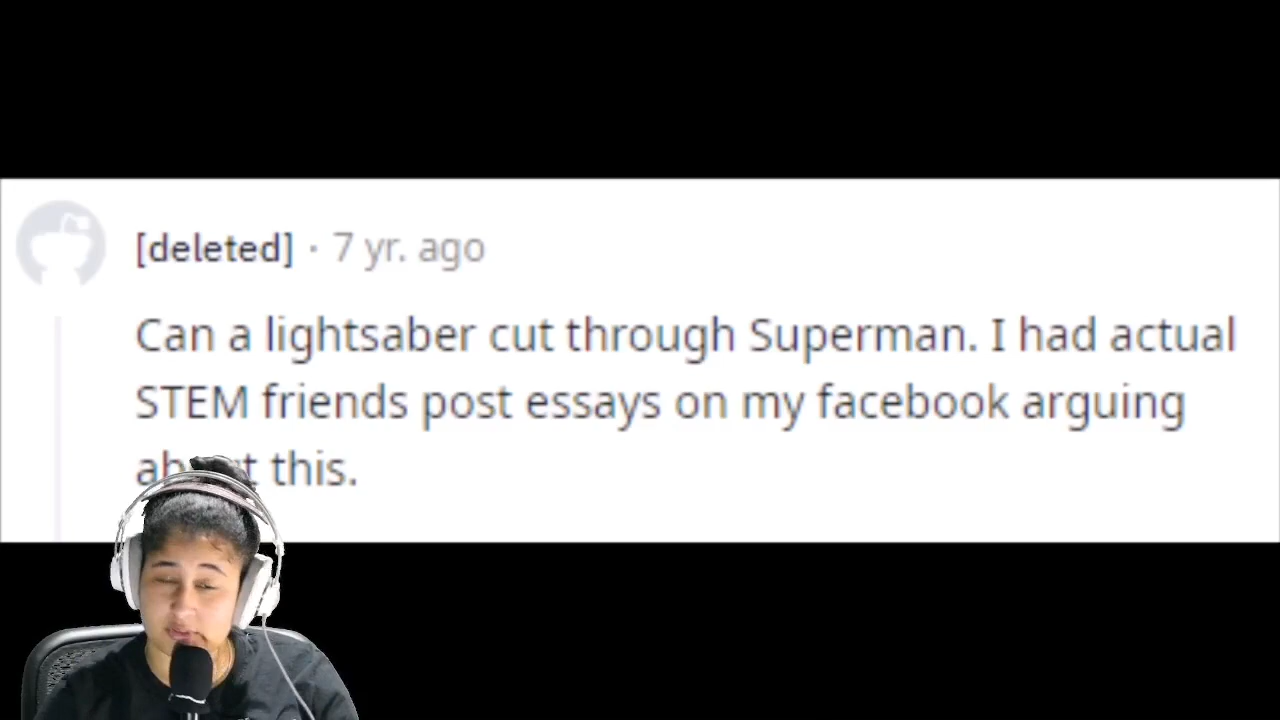 [deleted] · 7 yr. ago
Can a lightsaber cut through Superman. I had actual
STEM friends post essays on my facebook arguing
this.